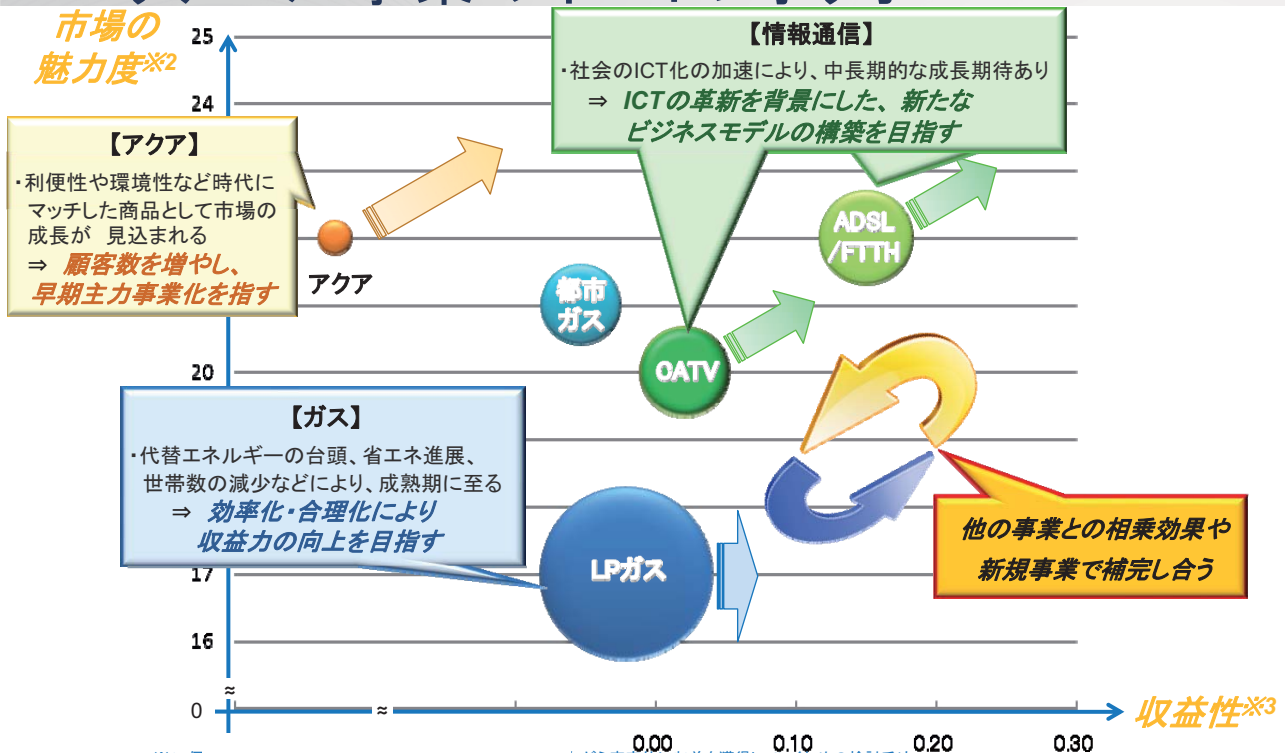 市場の
魅力度※2
25
24
20
17
16
0
【情報通信】
・社会のICT化の加速により、中長期的な成長期待あり
⇒ ICTの革新を背景にした、新たな
ビジネスモデルの構築を目指す
【アクア】
・利便性や環境性など時代に
マッチした商品として市場の
成長が 見込まれる
⇒ 顧客数を増やし、
早期主力事業化を指す
アクア
都市
ガス
ADSL
/FTTH
CATV
【ガス】
・代替エネルギーの台頭、省エネ進展、
世帯数の減少などにより、成熟期に至る
⇒ 効率化・合理化により
収益力の向上を目指す
LPガス
他の事業との相乗効果や
新規事業で補完し合う
≈
≈
収益性※3
0.00
0.10
0.20
0.30